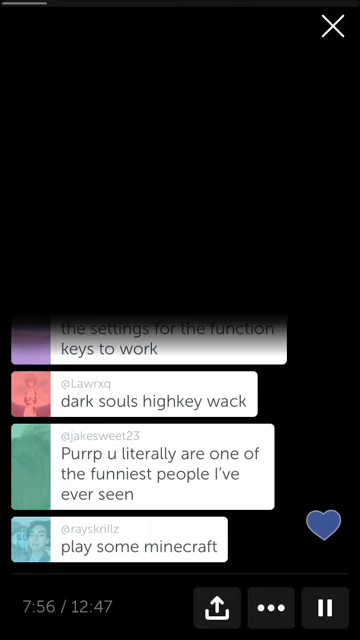 the settings for the function
keys to work
@Lawrxq
dark souls highkey wack
@jakesweet23
Purrp u literally are one of
the funniest people I've
ever seen
@rayskrillz
play some minecraft
7:56 / 12:47